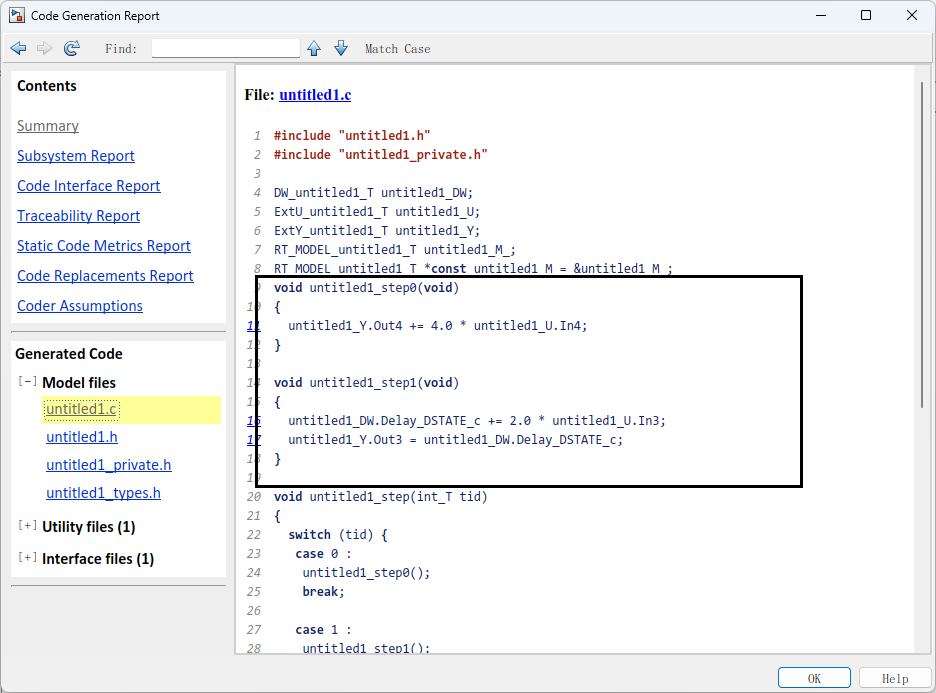 Code Generation Report
Find:
Match Case
Contents
Summary
Subsystem Report
Code Interface Report
Traceability Report
Static Code Metrics Report
Code Replacements Report
Coder Assumptions
Generated Code
[-] Model files
untitled1.c
untitled1.h
untitled1_private.h
untitled1_types.h
[+] Utility files (1)
[+] Interface files (1)
File: untitled1.c
1 #include "untitled1.h"
2 #include "untitled1_private.h"
3
4 DW_untitled1_T untitled1_DW;
5 ExtU_untitled1_T untitled1_U;
6 ExtY_untitled1_T untitled1_Y;
7 RT_MODEL_untitled1_T untitled1_M_;
8 RT_MODEL_untitled1_T *const untitled1_M = &untitled1_M_;
9 void untitled1_step0(void)
10 {
11 untitled1_Y.Out4 += 4.0 * untitled1_U.In4;
12 }
13
14 void untitled1_step1(void)
15 {
16 untitled1_DW.Delay_DSTATE_c += 2.0 * untitled1_U.In3;
17 untitled1_Y.Out3 = untitled1_DW.Delay_DSTATE_c;
18 }
19
20 void untitled1_step(int_T tid)
21 {
22 switch (tid) {
23 case 0 :
24 untitled1_step0();
25 break;
26
27 case 1 :
28 untitled1_step1();
OK
Help